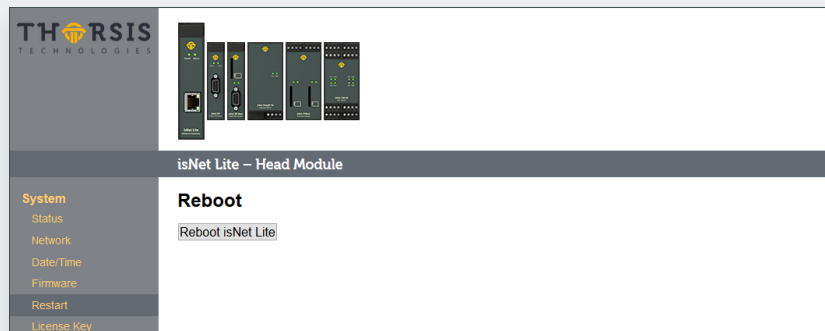 THORSIS
TECHNOLOGIES
isNet Lite – Head Module
System
Status
Network
Date/Time
Firmware
Restart
License Key
Reboot
Reboot isNet Lite